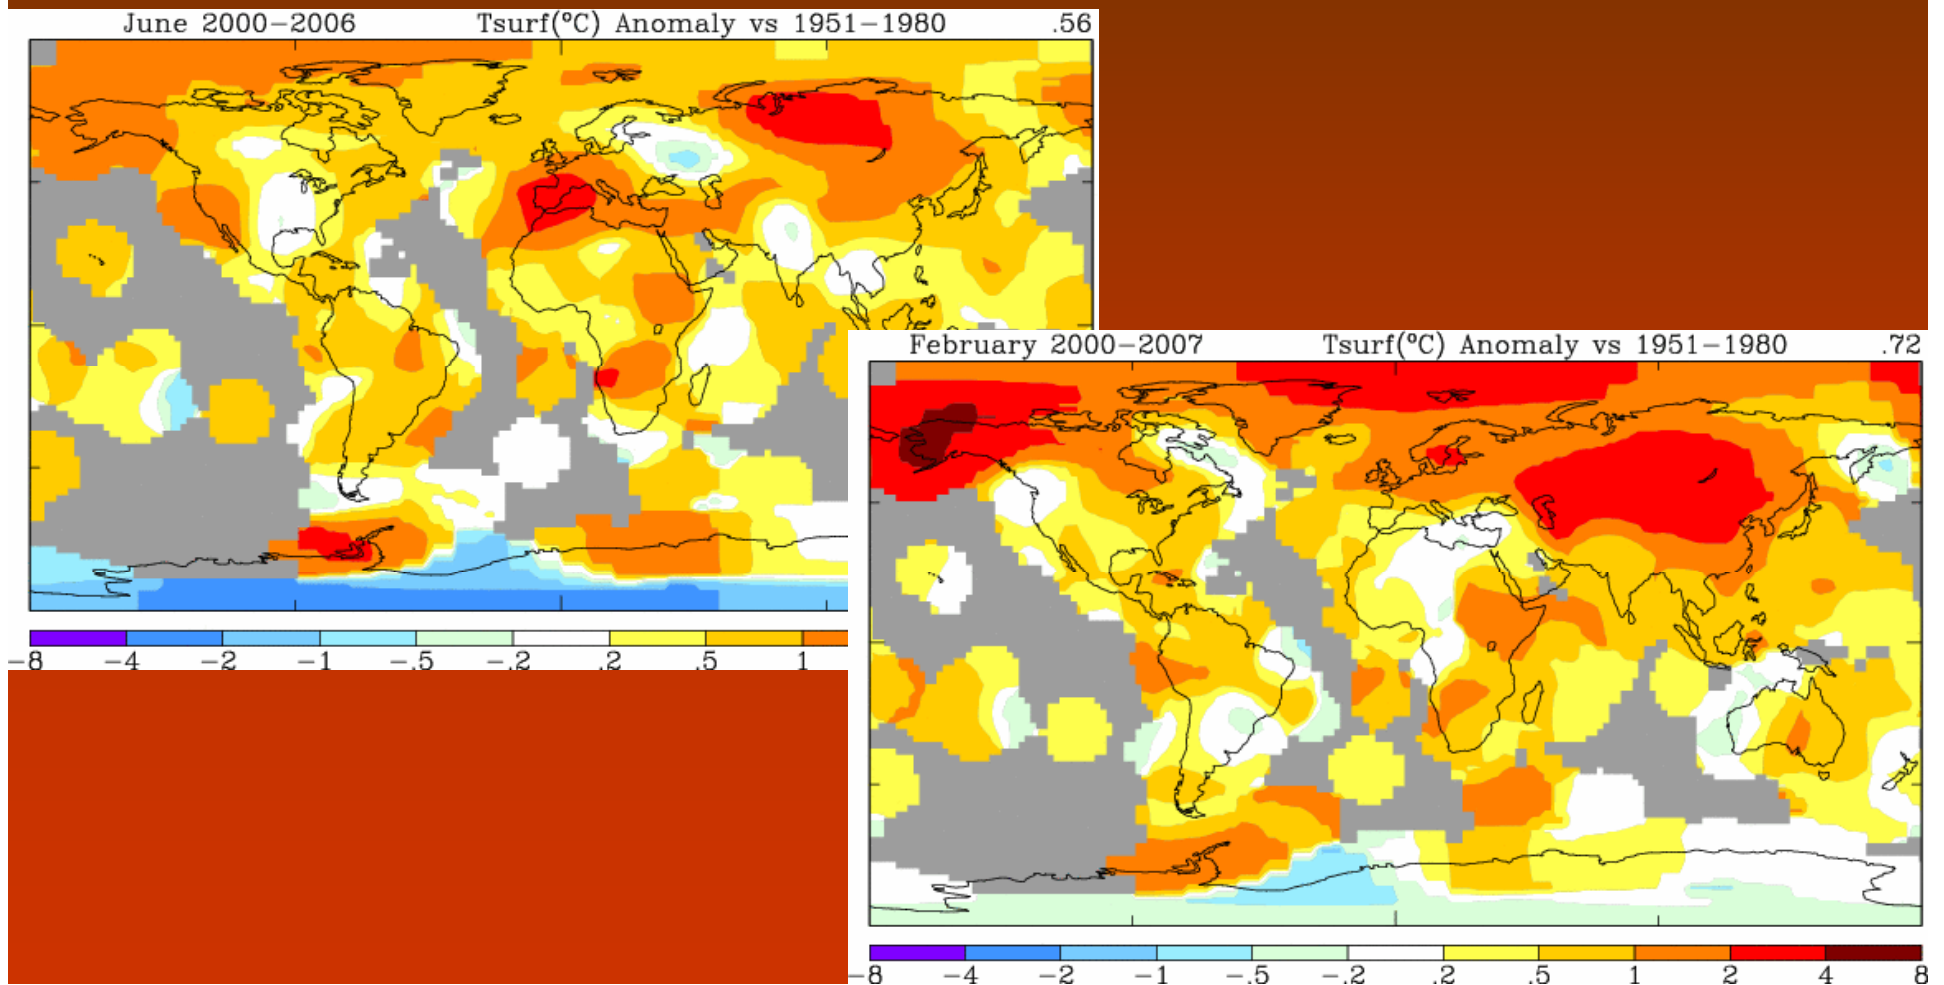 June 2000−2006 Tsurf(°C) Anomaly vs 1951−1980 .56
−8 −4 −2 −1 −.5 −.2 .2 .5 1
February 2000−2007 Tsurf(°C) Anomaly vs 1951−1980 .72
−8 −4 −2 −1 −.5 −.2 .2 .5 1 2 4 8